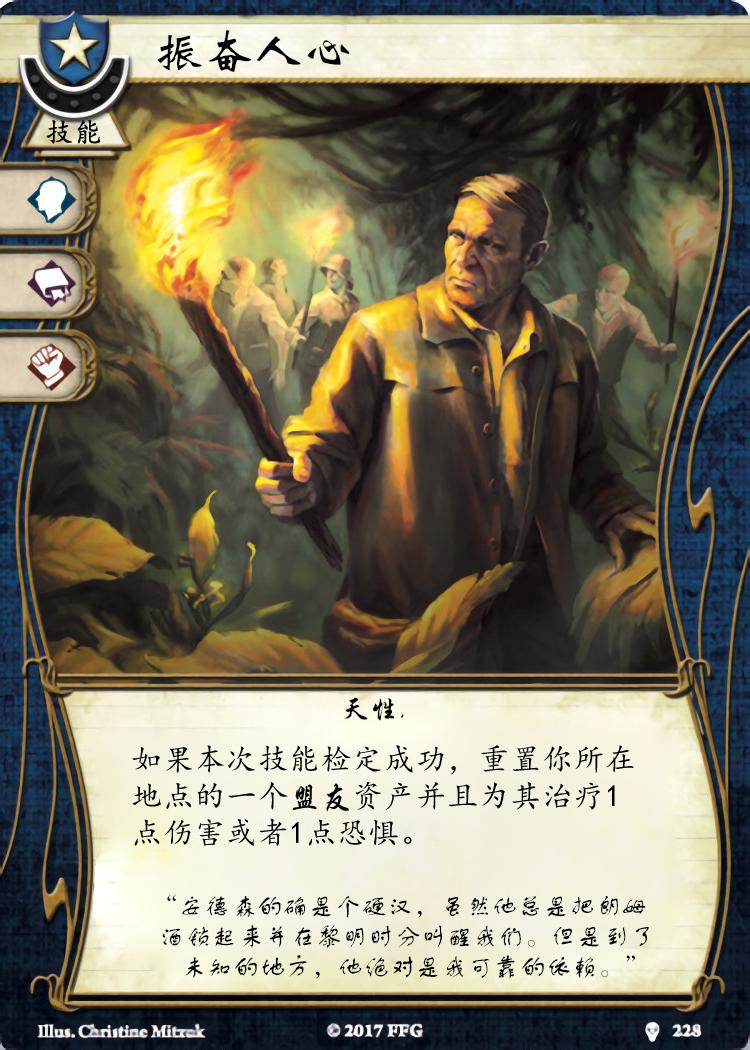 振奋人心
技能
天性.
如果本次技能检定成功，重置你所在
地点的一个盟友资产并且为其治疗1
点伤害或者1点恐惧。
“安德森的确是个硬汉，虽然他总是把朗姆
酒锁起来并在黎明时分叫醒我们。但是到了
未知的地方，他绝对是我可靠的依赖。”
Illus. Christine Mitzuk
© 2017 FFG
228